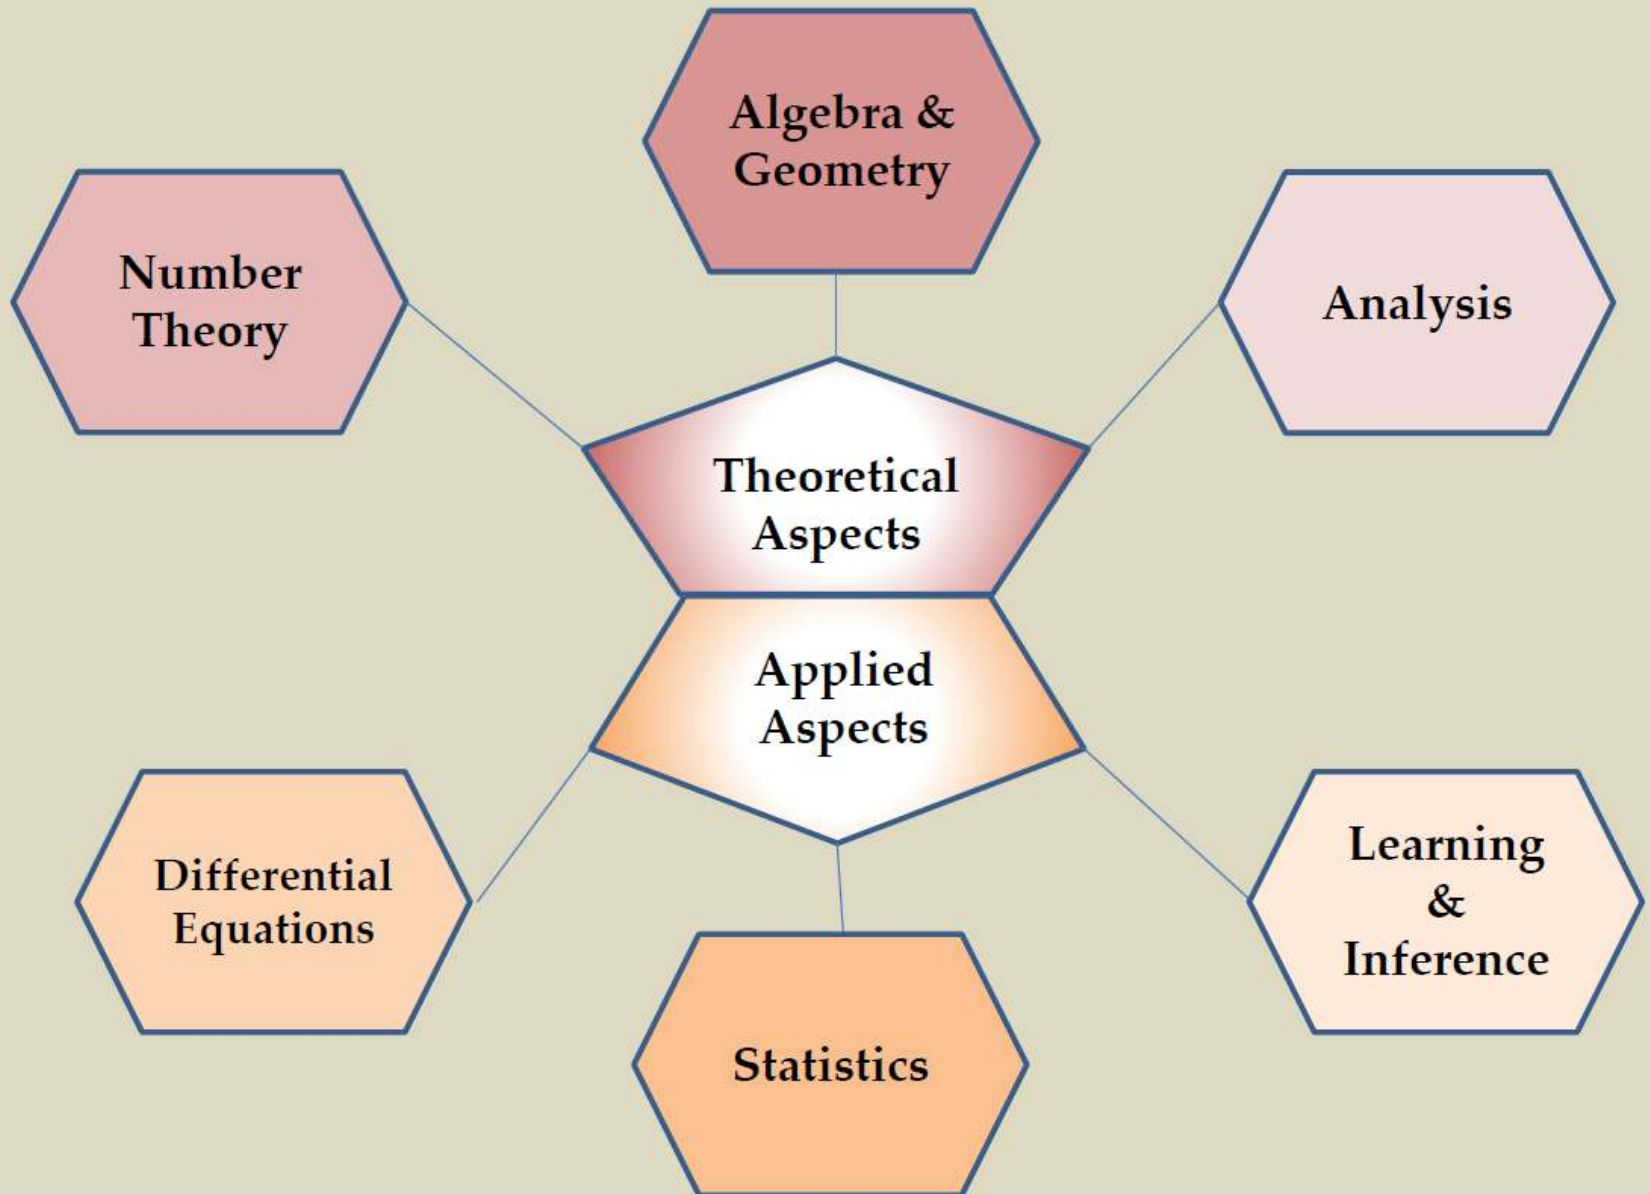 Algebra &
Geometry
Number
Theory
Analysis
Theoretical
Aspects
Applied
Aspects
Differential
Equations
Learning
&
Inference
Statistics